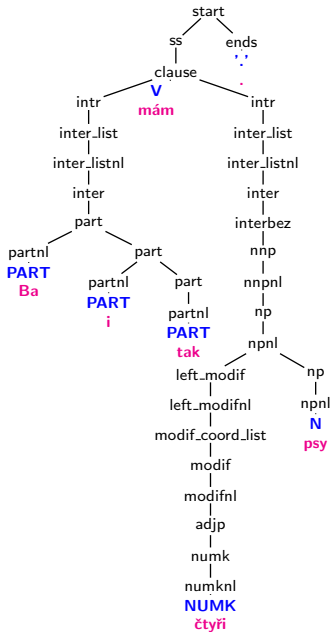 start
ss ends
'.'
clause .
intr V intr
mám
inter_list inter_list
inter_listnl inter_listnl
inter inter
part interbez
partnl part nnp
PART
Ba partnl part nnpnl
PART
i partnl np
PART
tak npnl
left_modif np
left_modifnl npnl
N
modif_coord_list psy
modif
modifnl
adjp
numk
numknl
NUMK
čtyři